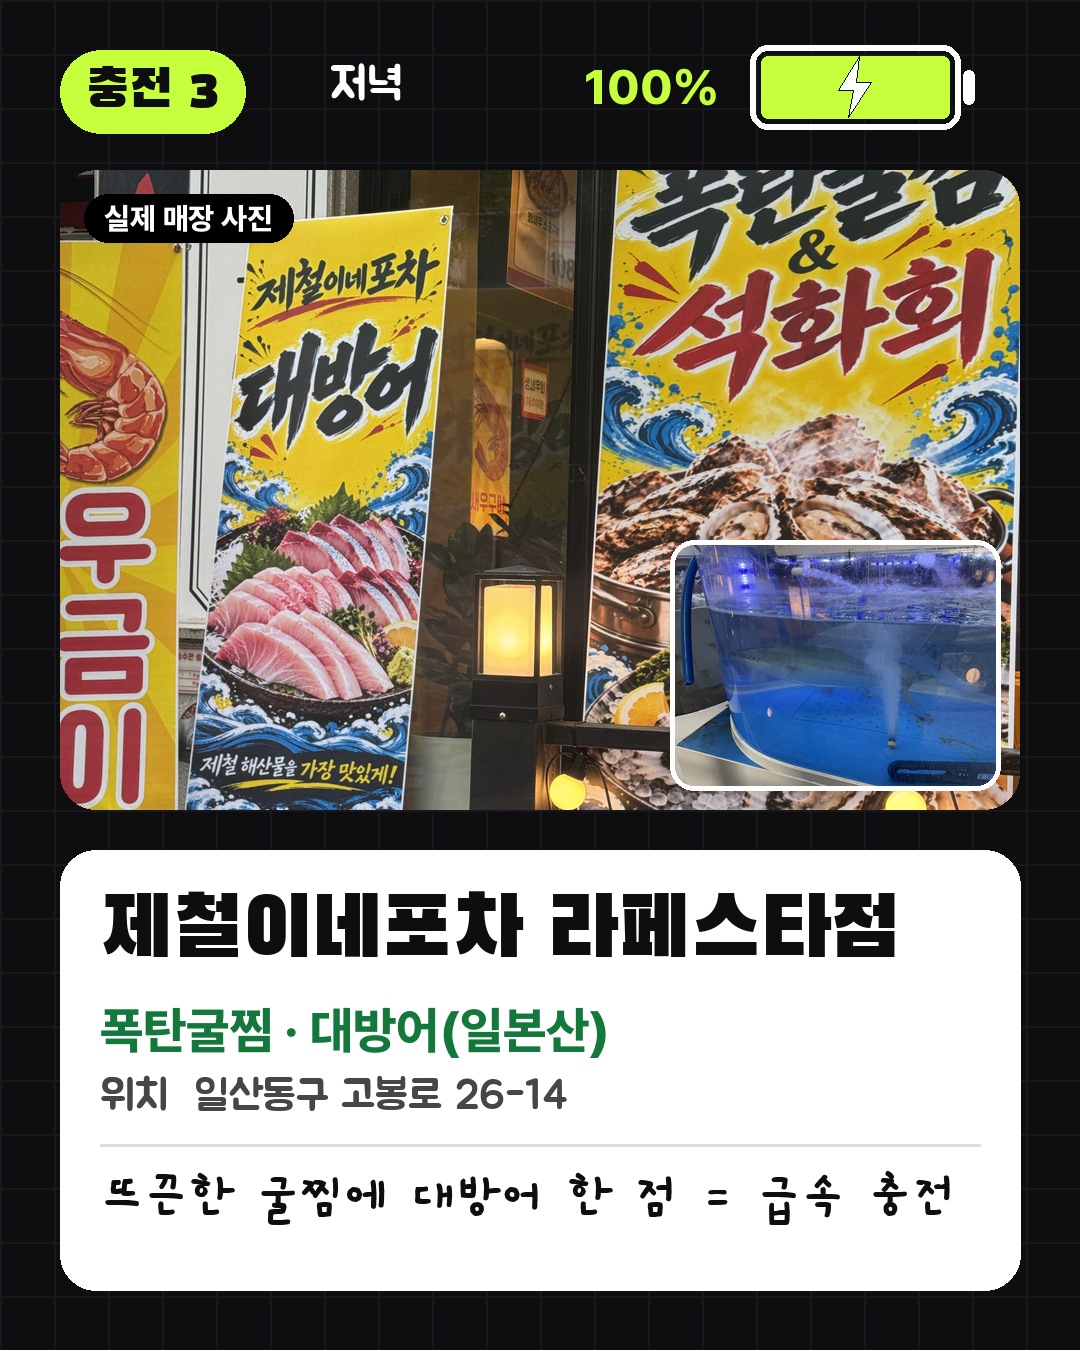 충전 3
저녁
100%
실제 매장 사진
제철이네포차
대방어
제철 해산물을 가장 맛있게!
우금이
폭탄굴찜
&
석화회
제철이네포차 라페스타점
폭탄굴찜 · 대방어(일본산)
위치 일산동구 고봉로 26-14
뜨끈한 굴찜에 대방어 한 점 = 급속 충전